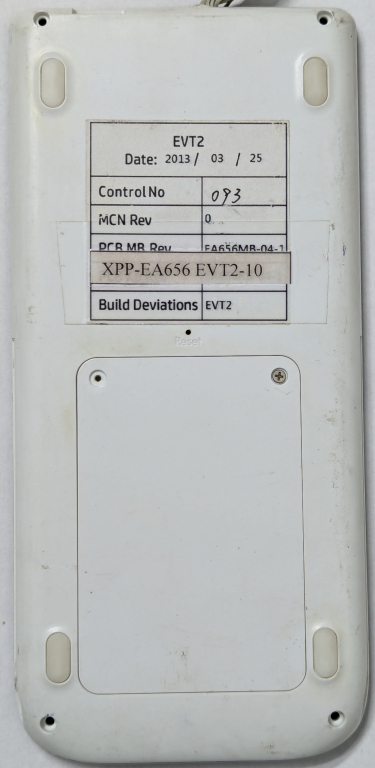 EVT2
Date: 2013 / 03 / 25
Control No 093
MCN Rev 0
PCB MB Rev EA656MB-04-1
XPP-EA656 EVT2-10
Build Deviations EVT2
Reset